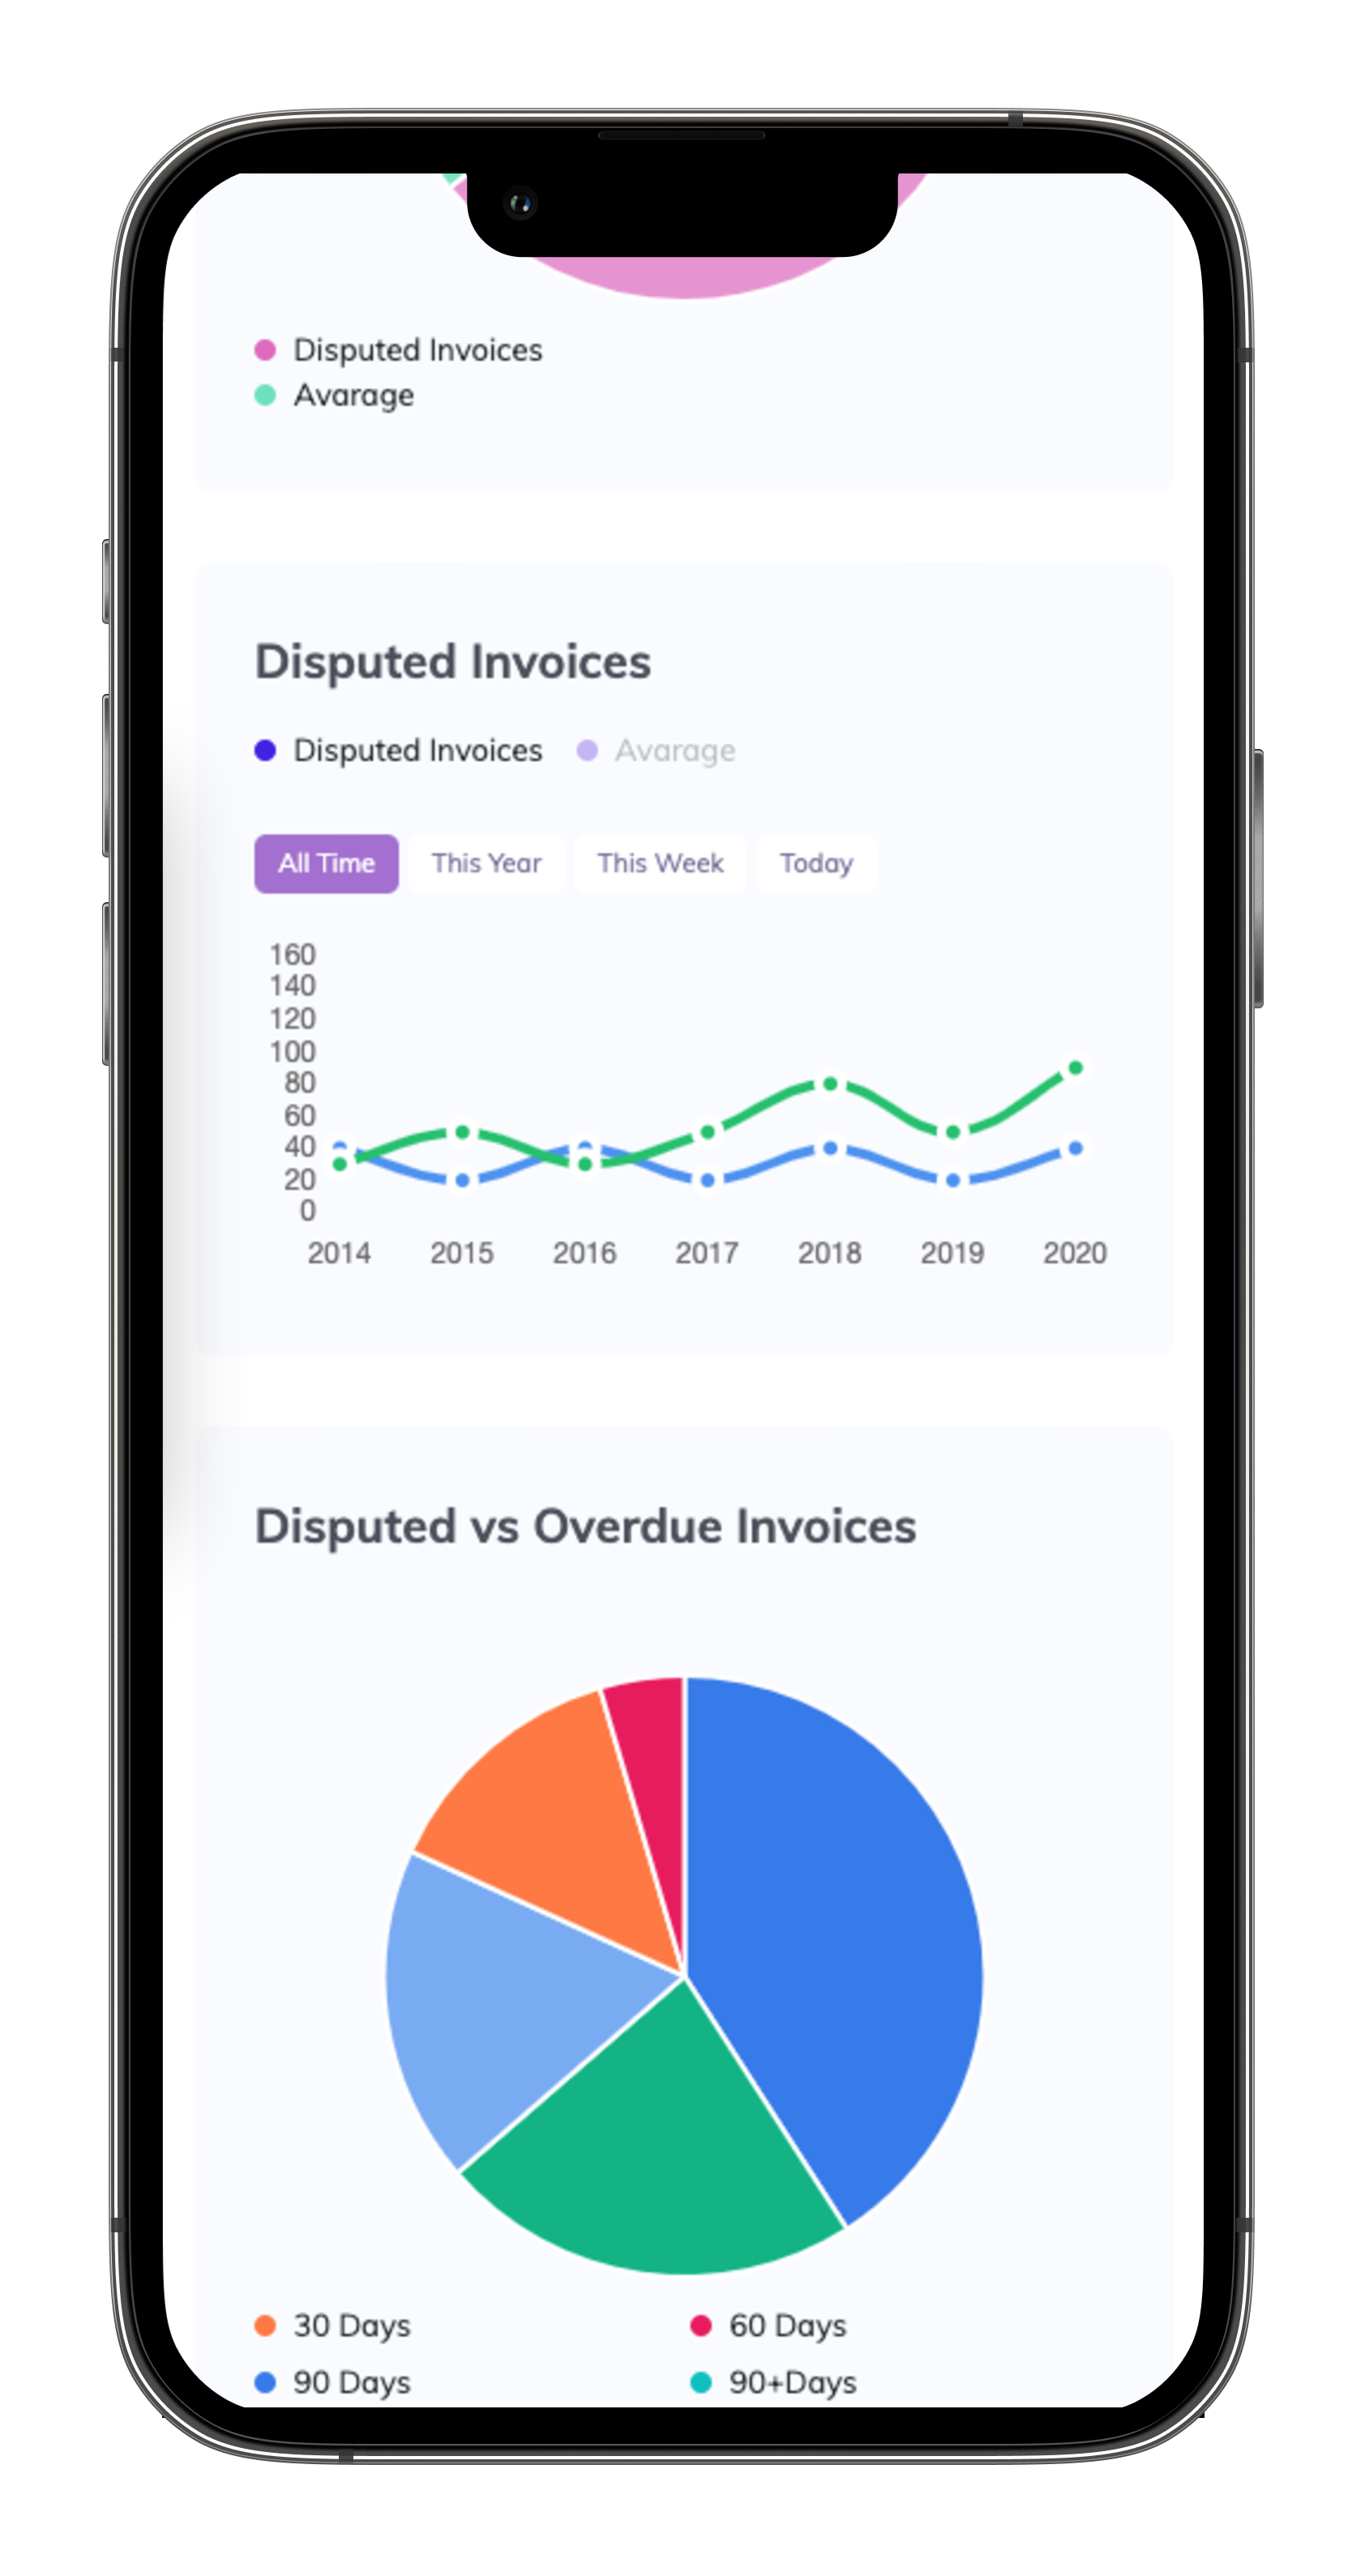 Disputed Invoices
Avarage
Disputed Invoices
Disputed Invoices Avarage
All Time This Year This Week Today
160
140
120
100
80
60
40
20
0
2014 2015 2016 2017 2018 2019 2020
Disputed vs Overdue Invoices
30 Days 60 Days
90 Days 90+Days